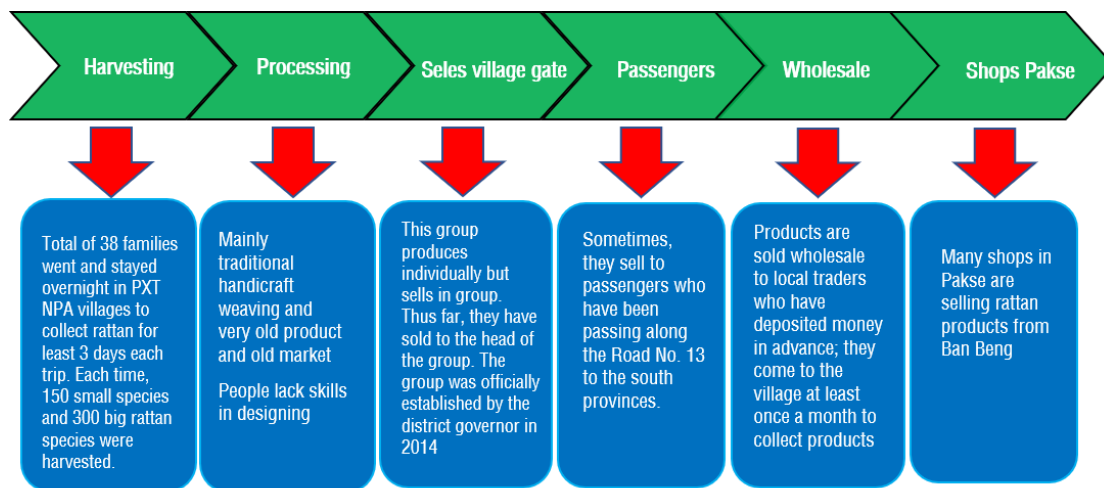 Harvesting
Processing
Seles village gate
Passengers
Wholesale
Shops Pakse
Total of 38 families
went and stayed
overnight in PXT
NPA villages to
collect rattan for
least 3 days each
trip. Each time,
150 small species
and 300 big rattan
species were
harvested.
Mainly
traditional
handicraft
weaving and
very old product
and old market
People lack skills
in designing
This group
produces
individually but
sells in group.
Thus far, they have
sold to the head of
the group. The
group was officially
established by the
district governor in
2014
Sometimes,
they sell to
passengers who
have been
passing along
the Road No. 13
to the south
provinces.
Products are
sold wholesale
to local traders
who have
deposited money
in advance; they
come to the
village at least
once a month to
collect products
Many shops in
Pakse are
selling rattan
products from
Ban Beng